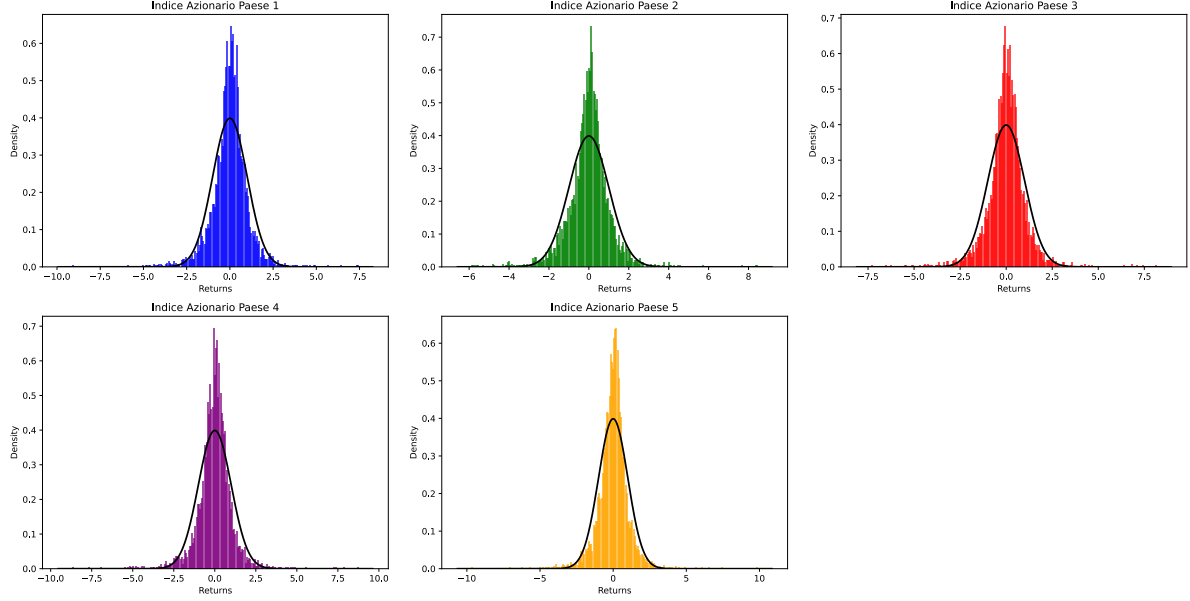 Indice Azionario Paese 1
Density
0.6
0.5
0.4
0.3
0.2
0.1
0.0
−10.0 −7.5 −5.0 −2.5 0.0 2.5 5.0 7.5
Returns
Indice Azionario Paese 2
Density
0.7
0.6
0.5
0.4
0.3
0.2
0.1
0.0
−6 −4 −2 0 2 4 6 8
Returns
Indice Azionario Paese 3
Density
0.7
0.6
0.5
0.4
0.3
0.2
0.1
0.0
−7.5 −5.0 −2.5 0.0 2.5 5.0 7.5
Returns
Indice Azionario Paese 4
Density
0.7
0.6
0.5
0.4
0.3
0.2
0.1
0.0
−10.0 −7.5 −5.0 −2.5 0.0 2.5 5.0 7.5 10.0
Returns
Indice Azionario Paese 5
Density
0.6
0.5
0.4
0.3
0.2
0.1
0.0
−10 −5 0 5 10
Returns